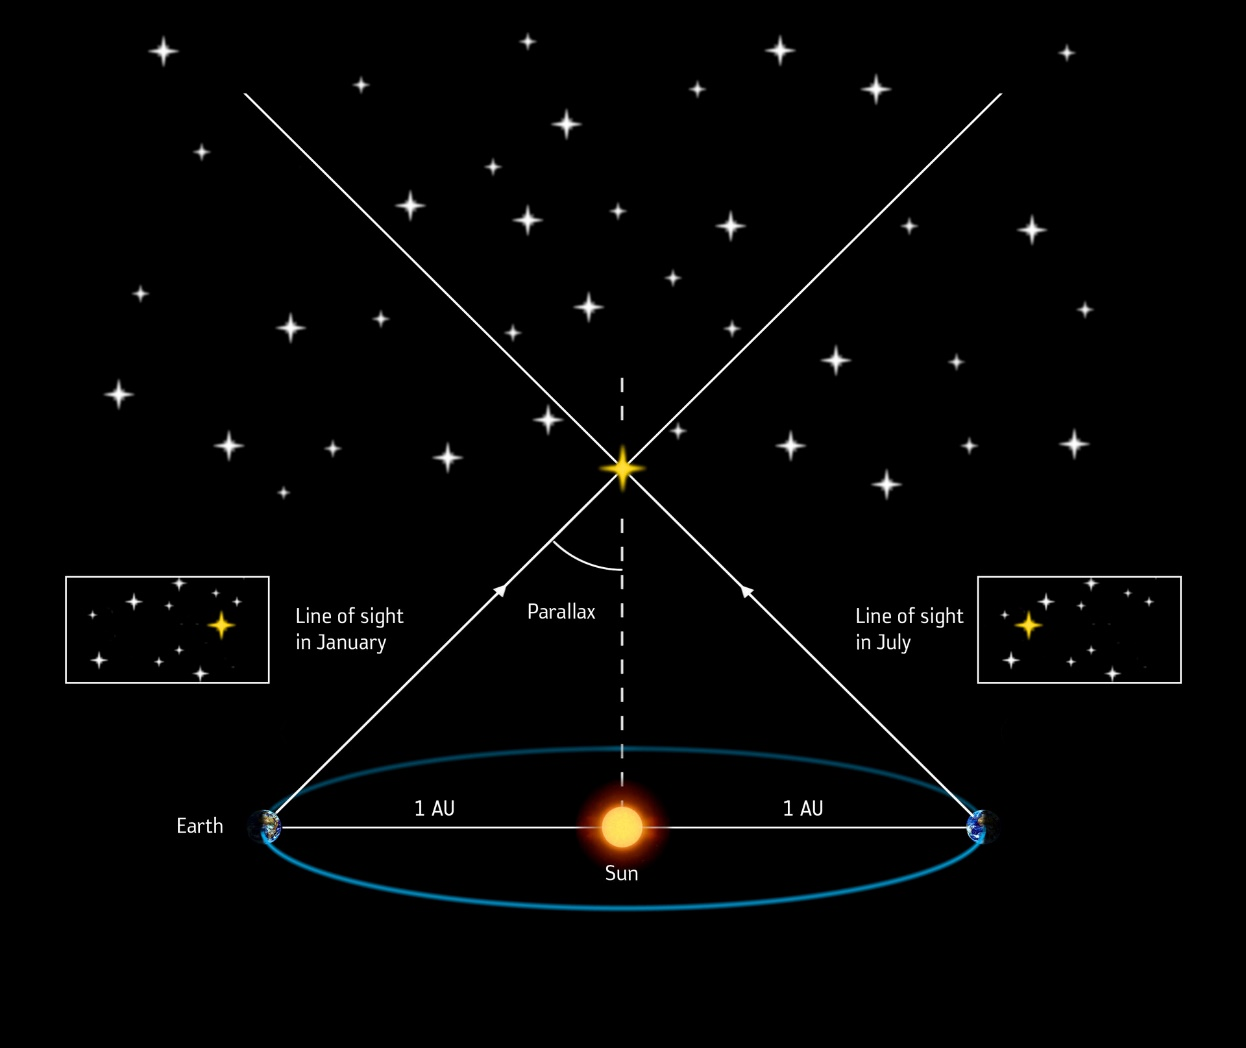 Line of sight
in January
Parallax
Line of sight
in July
1 AU
1 AU
Earth
Sun